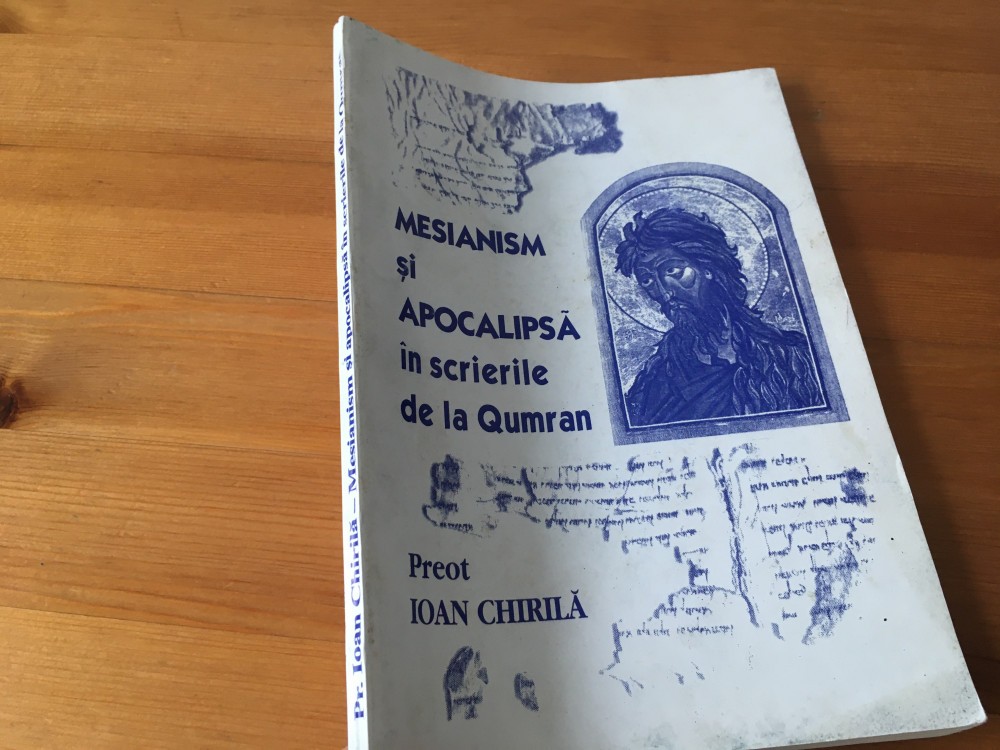 MESIANISM
și
APOCALIPSĂ
în scrierile
de la Qumran
Preot
IOAN CHIRILĂ
Pr. Ioan Chirilă – Mesianism și apocalipsă în scrierile de la Qumran